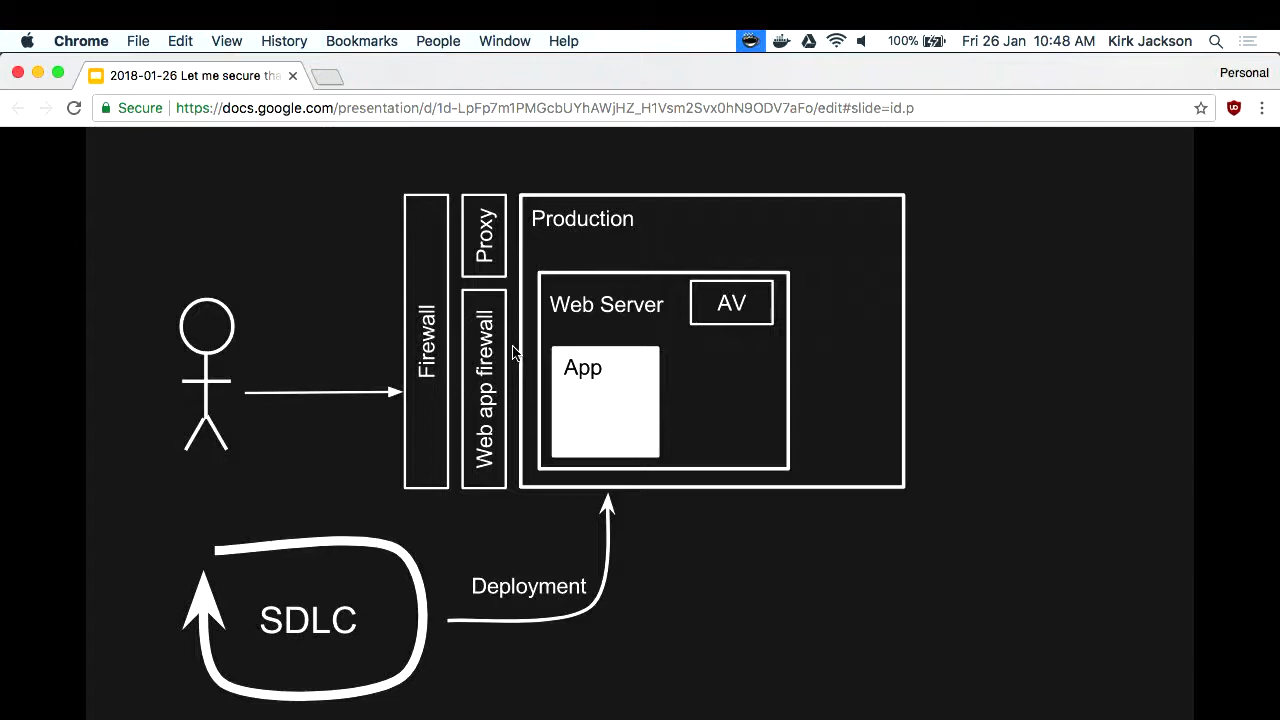 Chrome File Edit View History Bookmarks People Window Help 100% Fri 26 Jan 10:48 AM Kirk Jackson
2018-01-26 Let me secure tha
Personal
Secure https://docs.google.com/presentation/d/1d-LpFp7m1PMGcbUYhAWjHZ_H1Vsm2Svx0hN9ODV7aFo/edit#slide=id.p
Firewall
Proxy
Web app firewall
Production
Web Server
AV
App
Deployment
SDLC